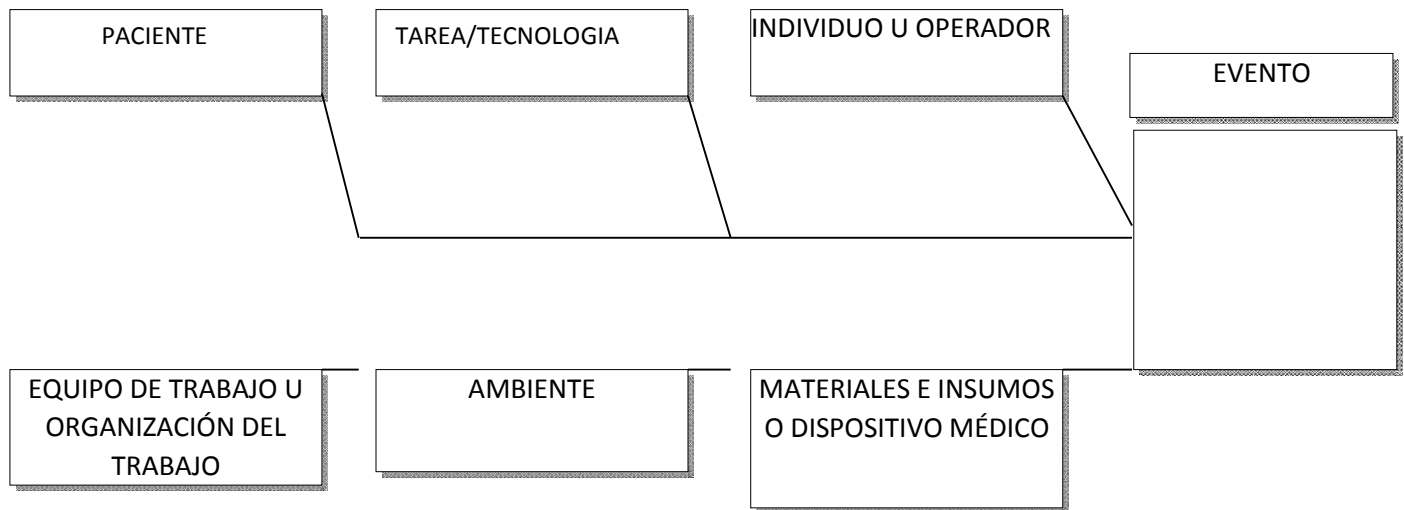 PACIENTE
TAREA/TECNOLOGIA
INDIVIDUO U OPERADOR
EVENTO
EQUIPO DE TRABAJO U
ORGANIZACIÓN DEL
TRABAJO
AMBIENTE
MATERIALES E INSUMOS
O DISPOSITIVO MÉDICO